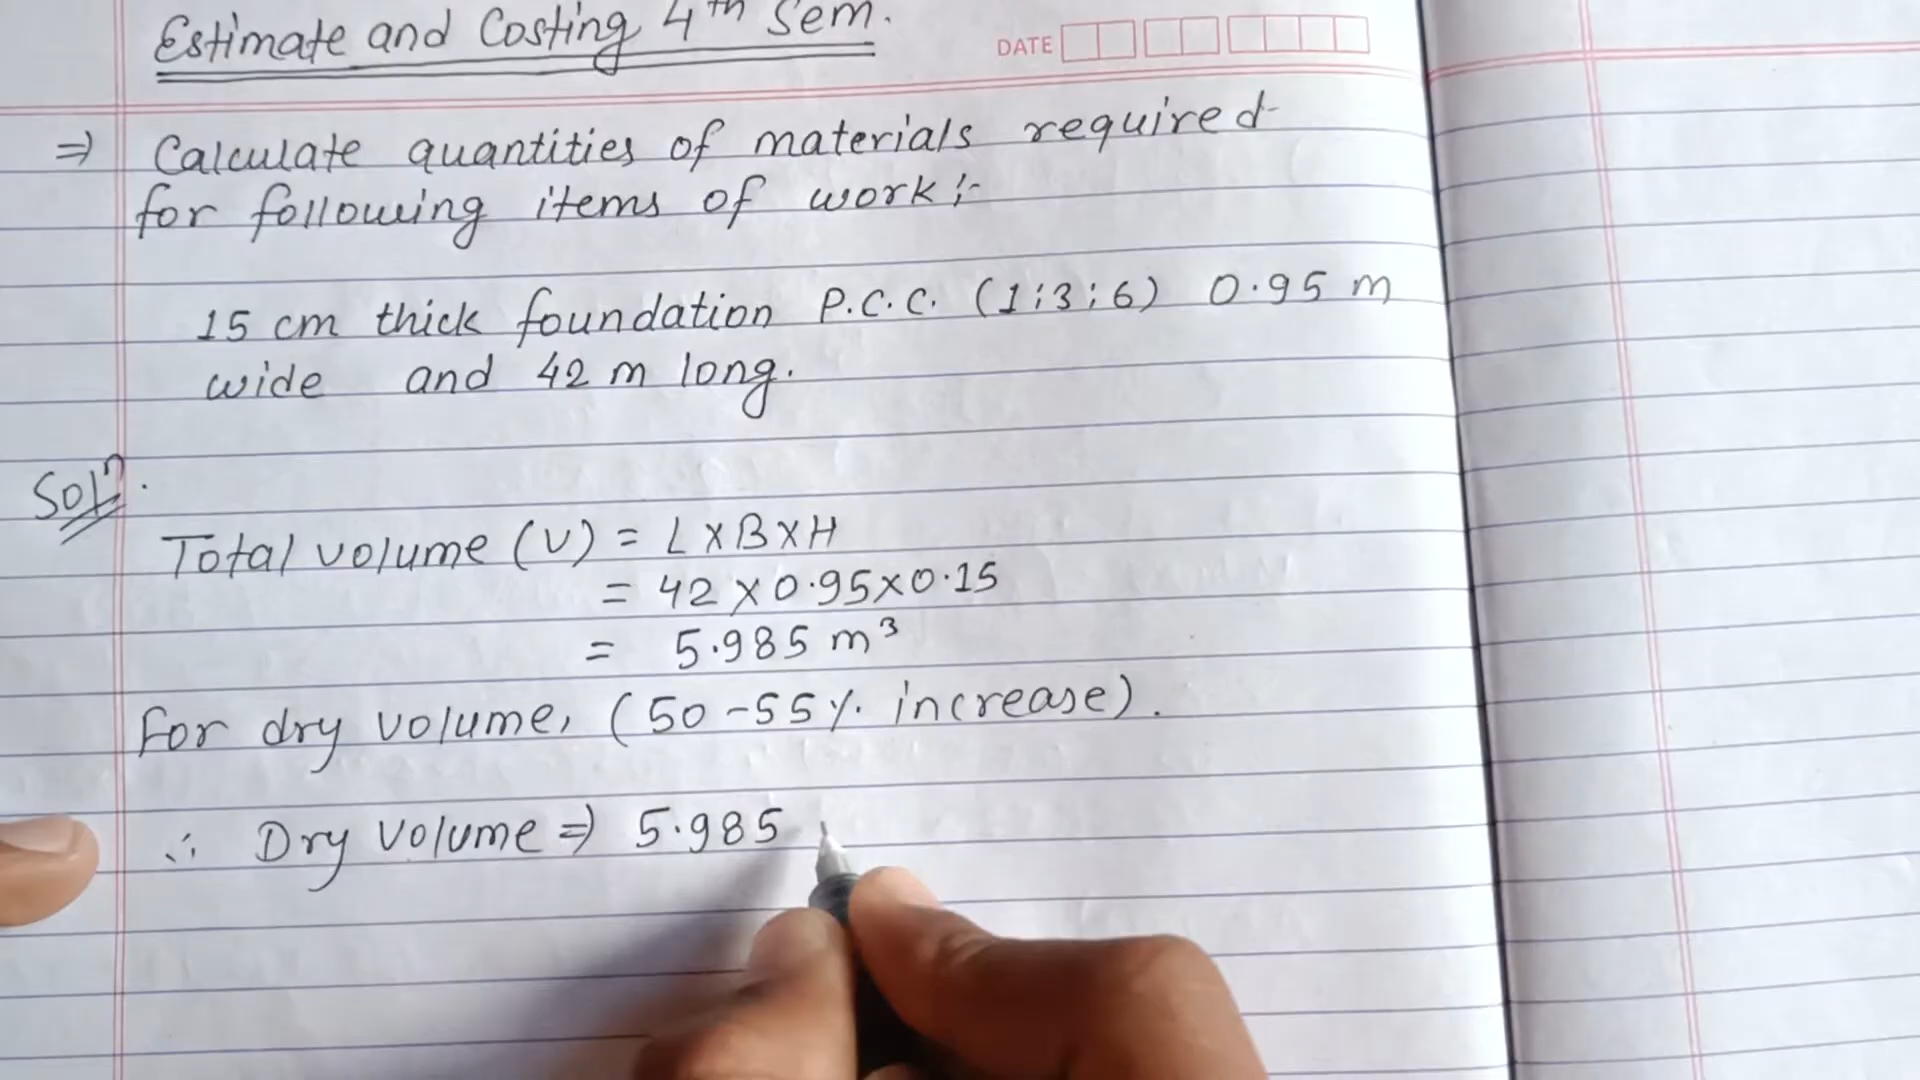 Estimate and Costing 4th Sem.
DATE
⇒ Calculate quantities of materials required
for following items of work :-
15 cm thick foundation P.C.C. (1:3:6) 0.95 m
wide and 42 m long.
Solⁿ.
Total volume (V) = L×B×H
= 42 × 0.95×0.15
= 5.985 m³
For dry volume, (50-55% increase).
∴ Dry volume ⇒ 5.985